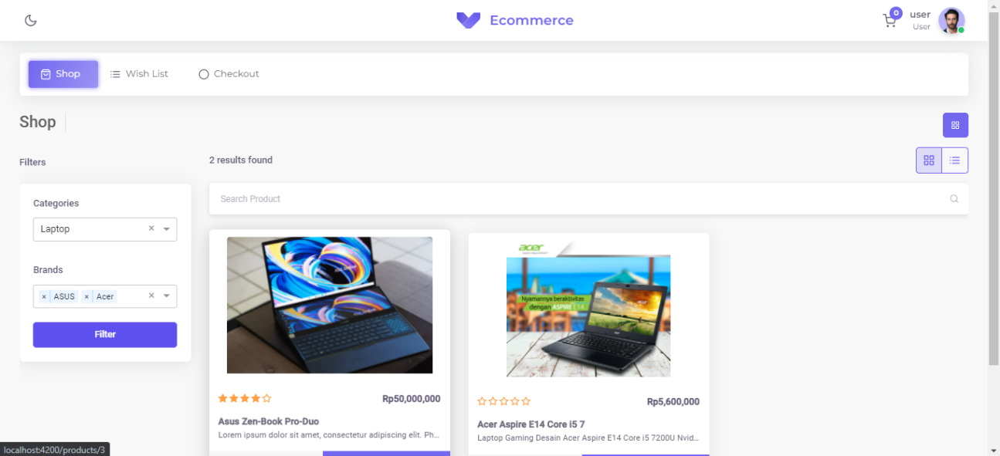 Ecommerce
0
user
User
Shop
Wish List
Checkout
Shop
Filters
2 results found
Categories
Search Product
Laptop
Brands
× ASUS × Acer
Filter
acer
Nyamannya beraktivitas
dengan ASPIRE E14
Rp50,000,000
Asus Zen-Book Pro-Duo
Lorem ipsum dolor sit amet, consectetur adipiscing elit. Ph...
Rp5,600,000
Acer Aspire E14 Core i5 7
Laptop Gaming Desain Acer Aspire E14 Core i5 7200U Nvid...
localhost:4200/products/3